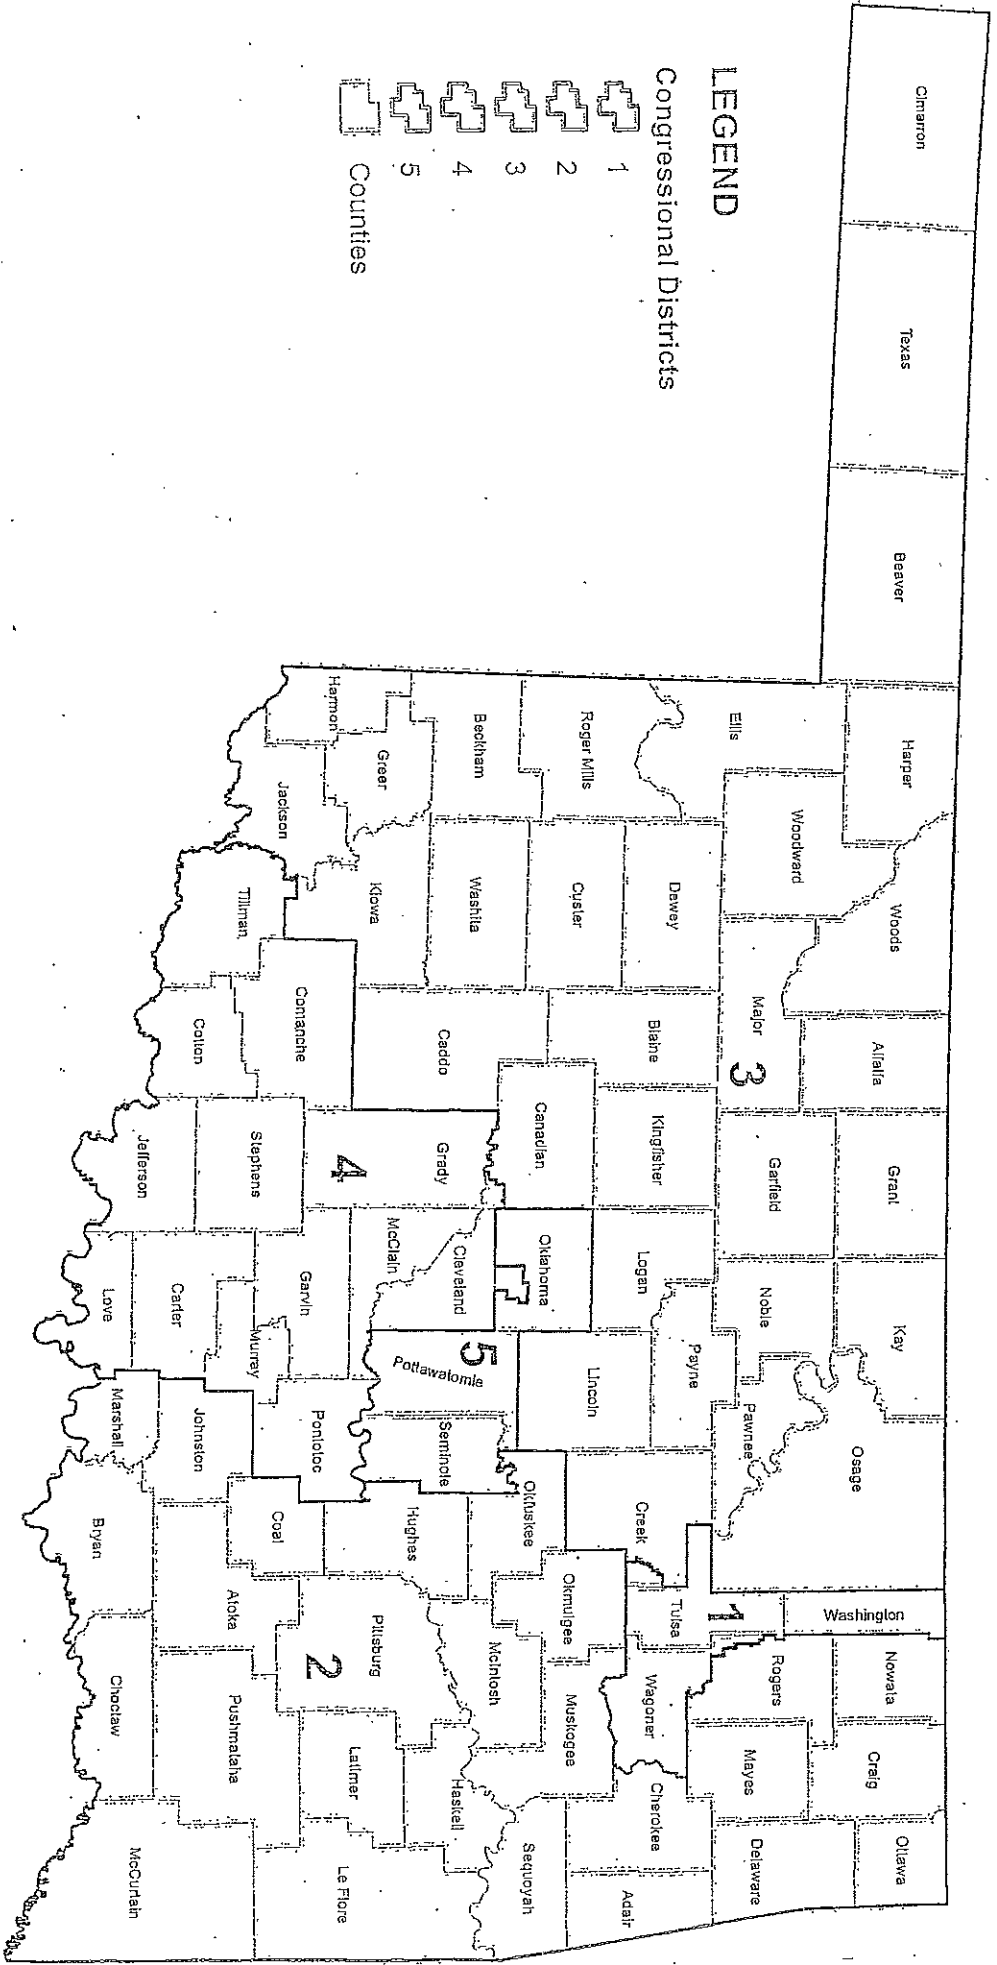 LEGEND
Congressional Districts
1
2
3
4
5
Counties
Cimarron
Texas
Beaver
Harper
Woods
Alfalfa
Grant
Kay
Osage
Washington
Nowata
Craig
Ottawa
Ellis
Woodward
Major
3
Garfield
Noble
Pawnee
1
Rogers
Mayes
Delaware
Roger Mills
Dewey
Blaine
Kingfisher
Logan
Payne
Creek
Tulsa
Wagoner
Cherokee
Adair
Custer
Canadian
Oklahoma
Lincoln
Okfuskee
Okmulgee
Muskogee
Sequoyah
Beckham
Washita
Caddo
Grady
Cleveland
5
Pottawatomie
Seminole
Hughes
McIntosh
Haskell
Harmon
Greer
Kiowa
Comanche
4
McClain
Garvin
Pontotoc
Pittsburg
2
Latimer
Le Flore
Jackson
Tillman
Cotton
Stephens
Murray
Coal
Atoka
Pushmataha
Jefferson
Carter
Johnston
Love
Marshall
Bryan
Choctaw
McCurtain